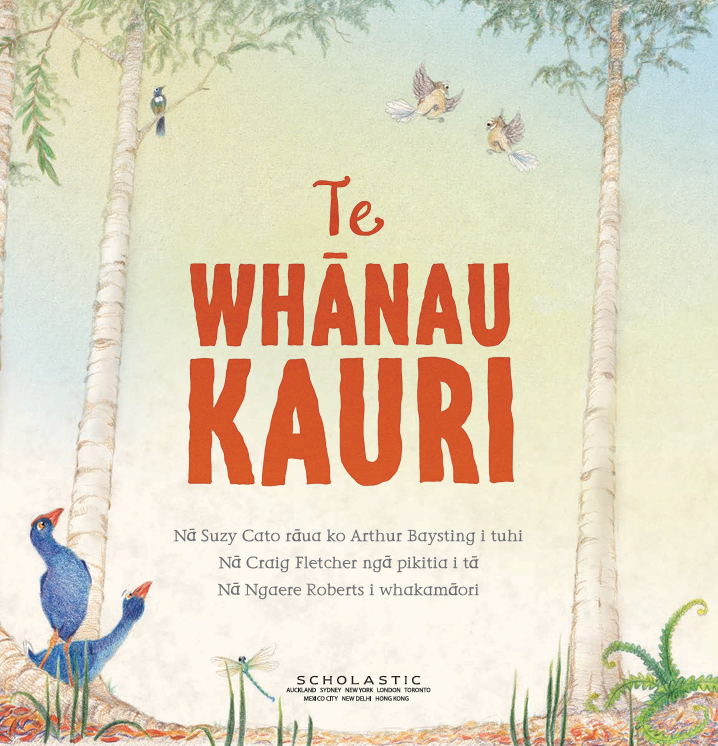 Te
WHĀNAU
KAURI
Nā Suzy Cato rāua ko Arthur Baysting i tuhi
Nā Craig Fletcher ngā pikitia i tā
Nā Ngaere Roberts i whakamāori
SCHOLASTIC
AUCKLAND SYDNEY NEW YORK LONDON TORONTO
MEXICO CITY NEW DELHI HONG KONG